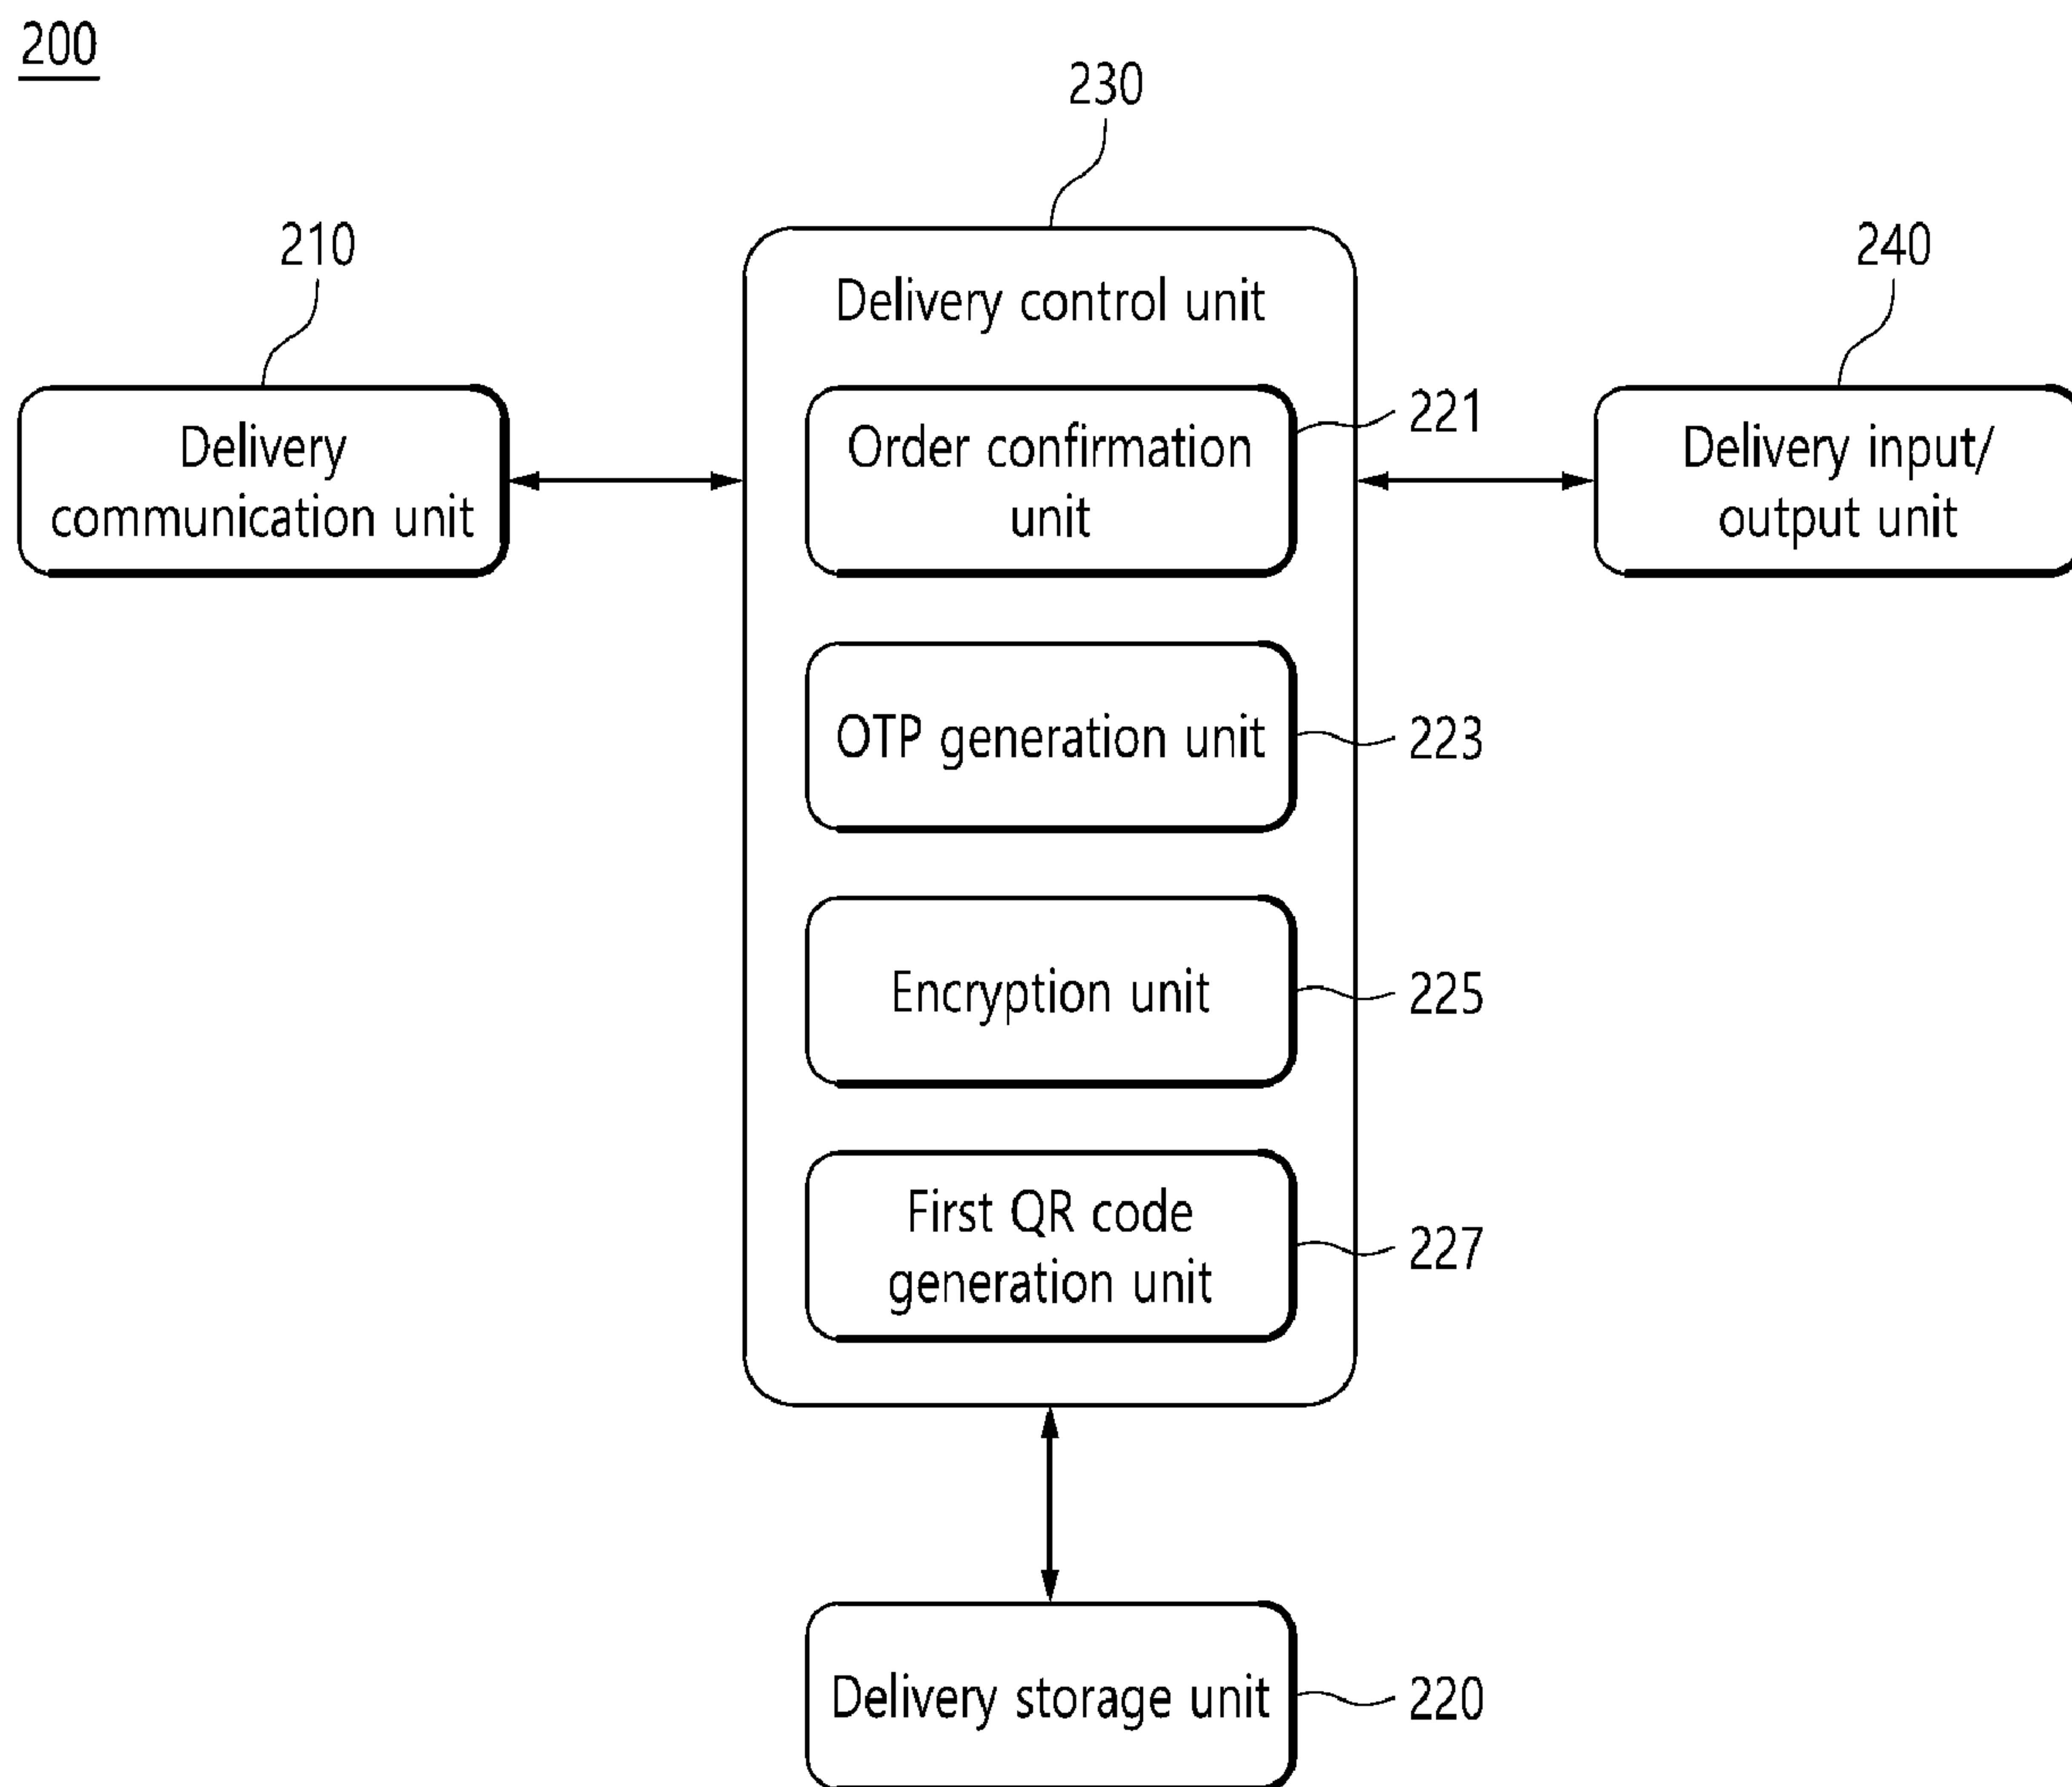 200
230
210
240
Delivery control unit
221
Delivery
communication unit
Order confirmation
unit
Delivery input/
output unit
OTP generation unit
223
Encryption unit
225
First QR code
generation unit
227
Delivery storage unit
220